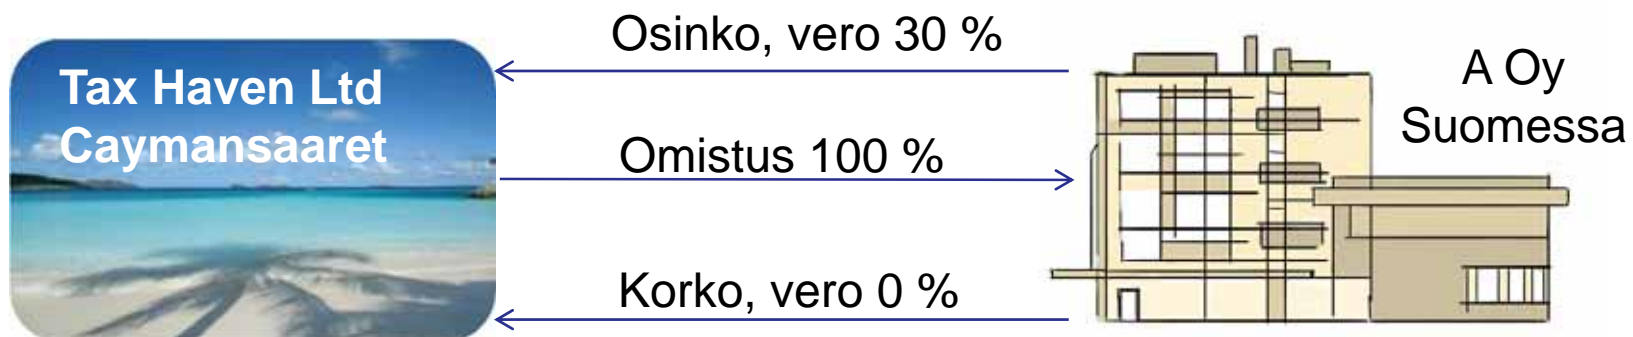 Osinko, vero 30 %
Tax Haven Ltd
Caymansaaret
A Oy
Suomessa
Omistus 100 %
Korko, vero 0 %